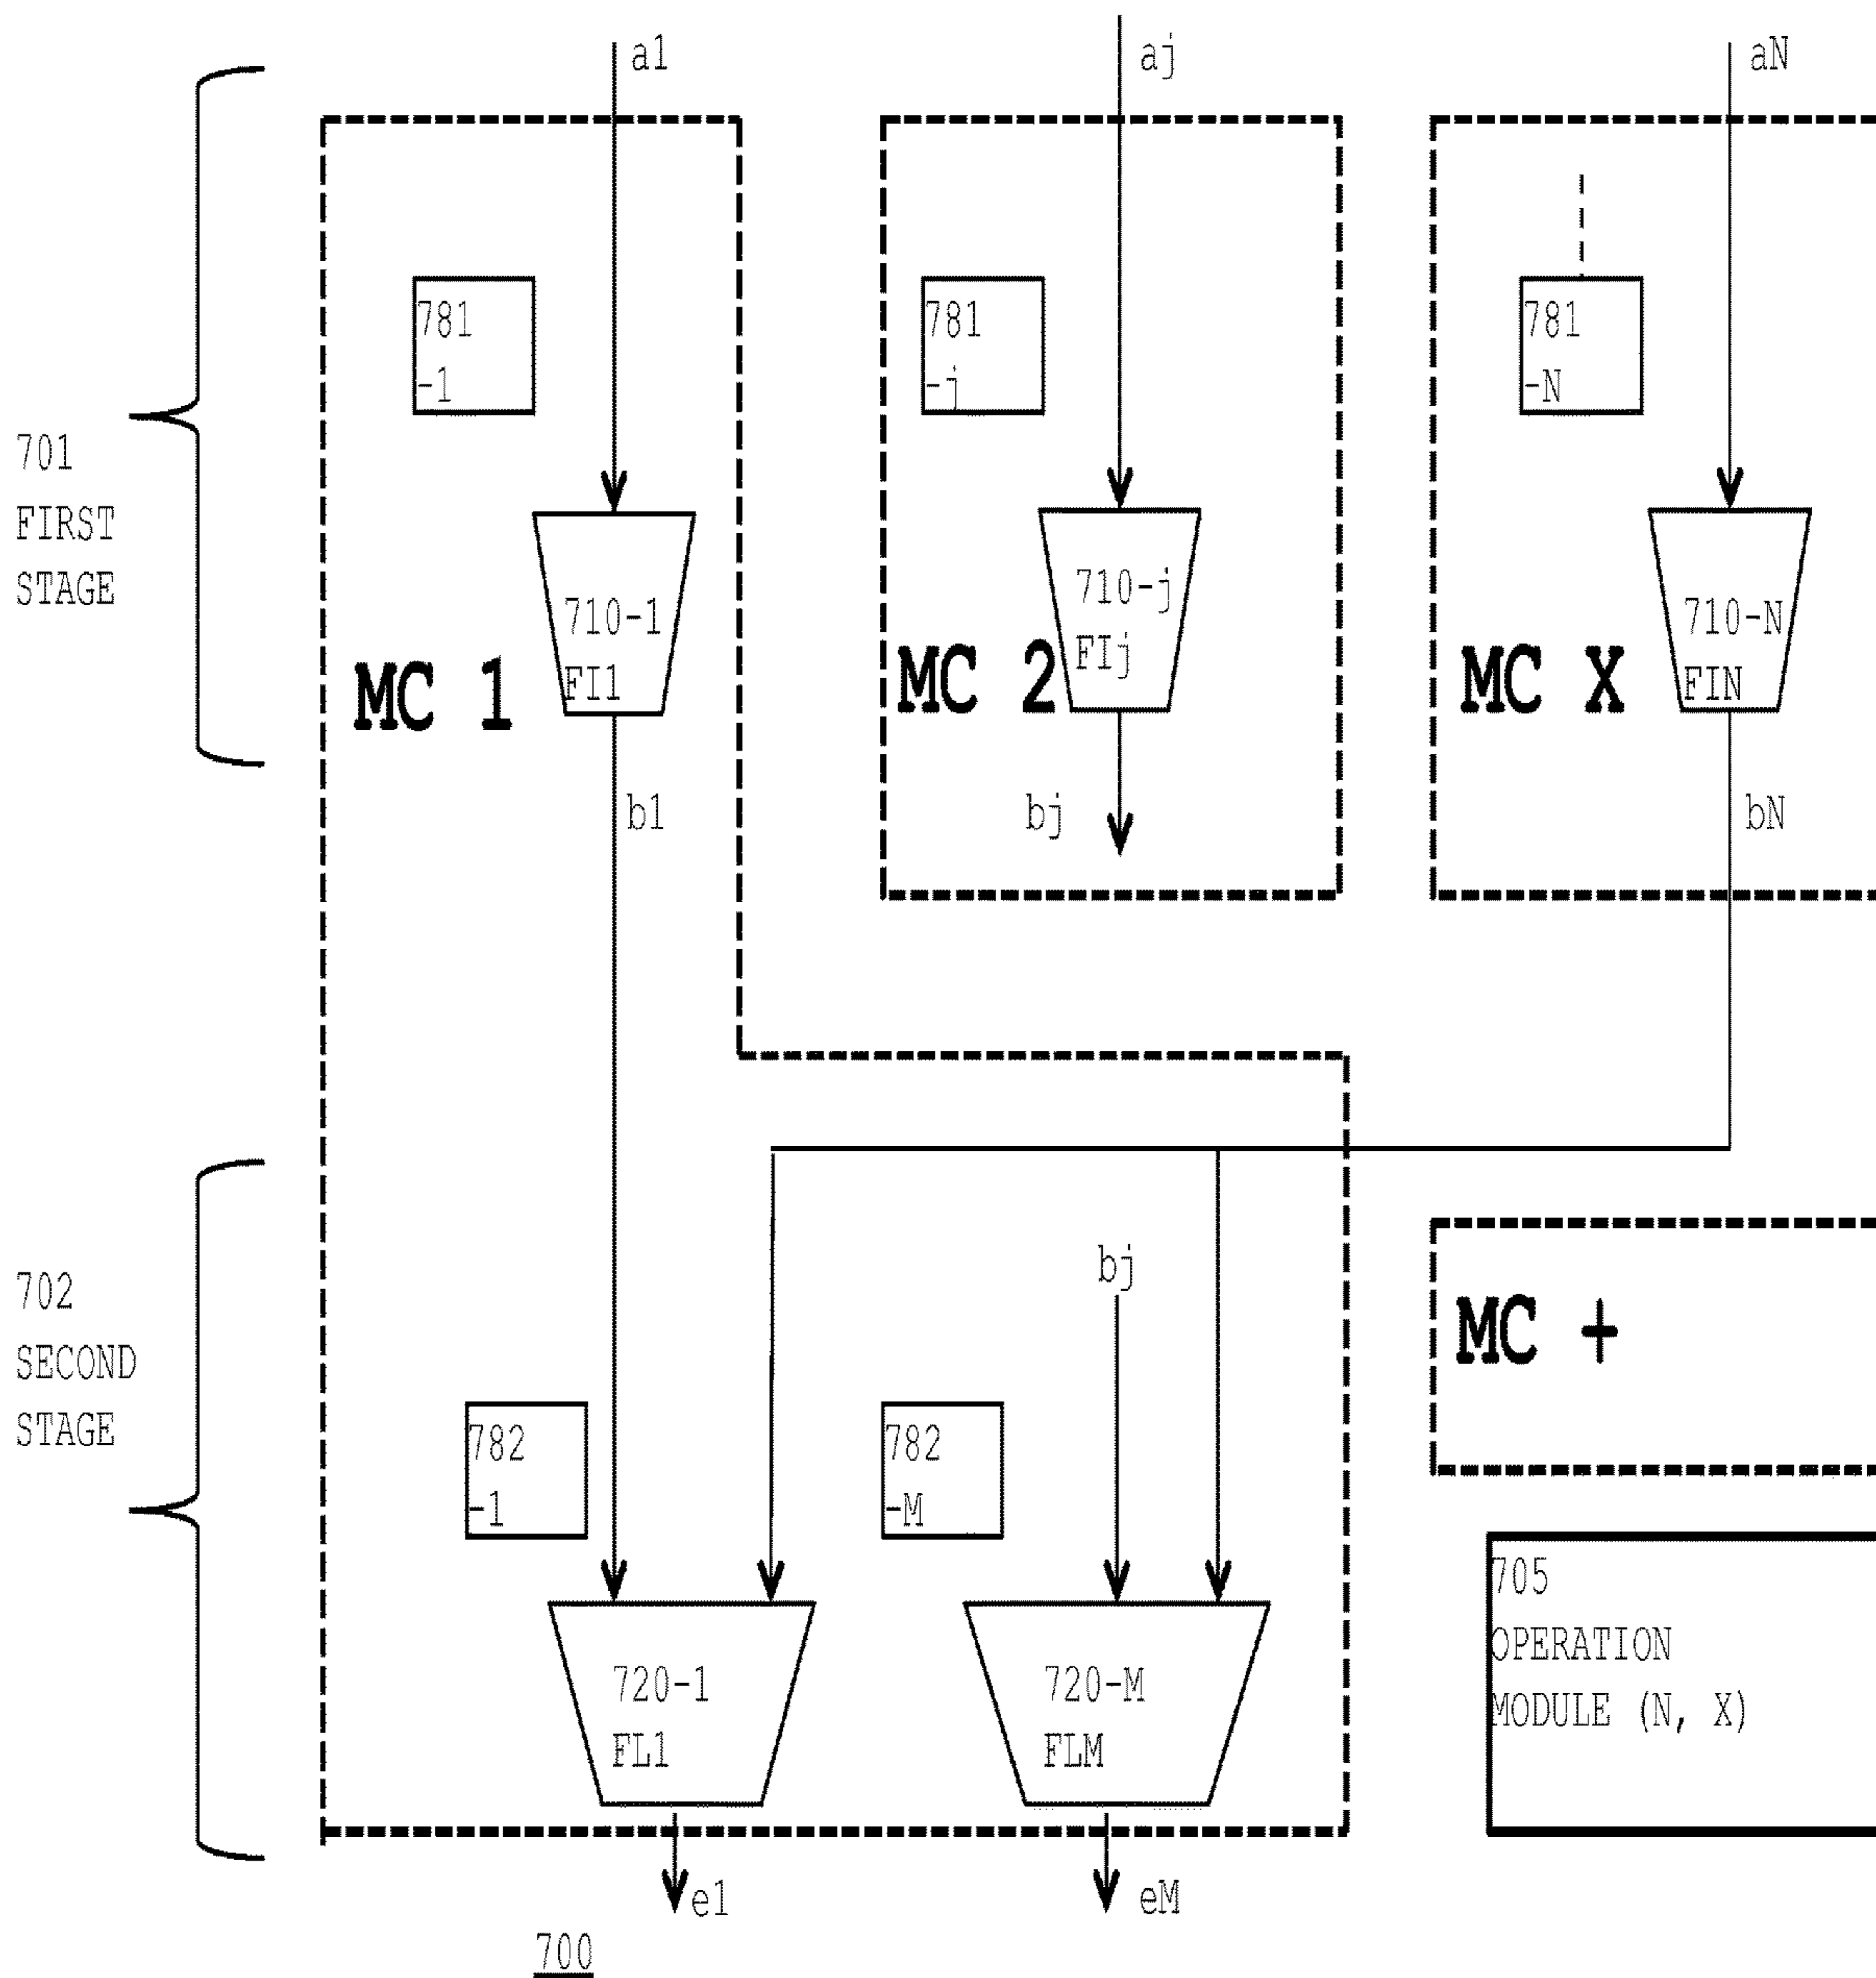 a1
aj
aN
781
-1
781
-j
781
-N
701
FIRST
STAGE
710-1
FI1
710-j
FIj
710-N
FIN
MC 1
MC 2
MC X
b1
bj
bN
bj
702
SECOND
STAGE
MC +
782
-1
782
-M
705
OPERATION
MODULE (N, X)
720-1
FL1
720-M
FLM
e1
eM
700